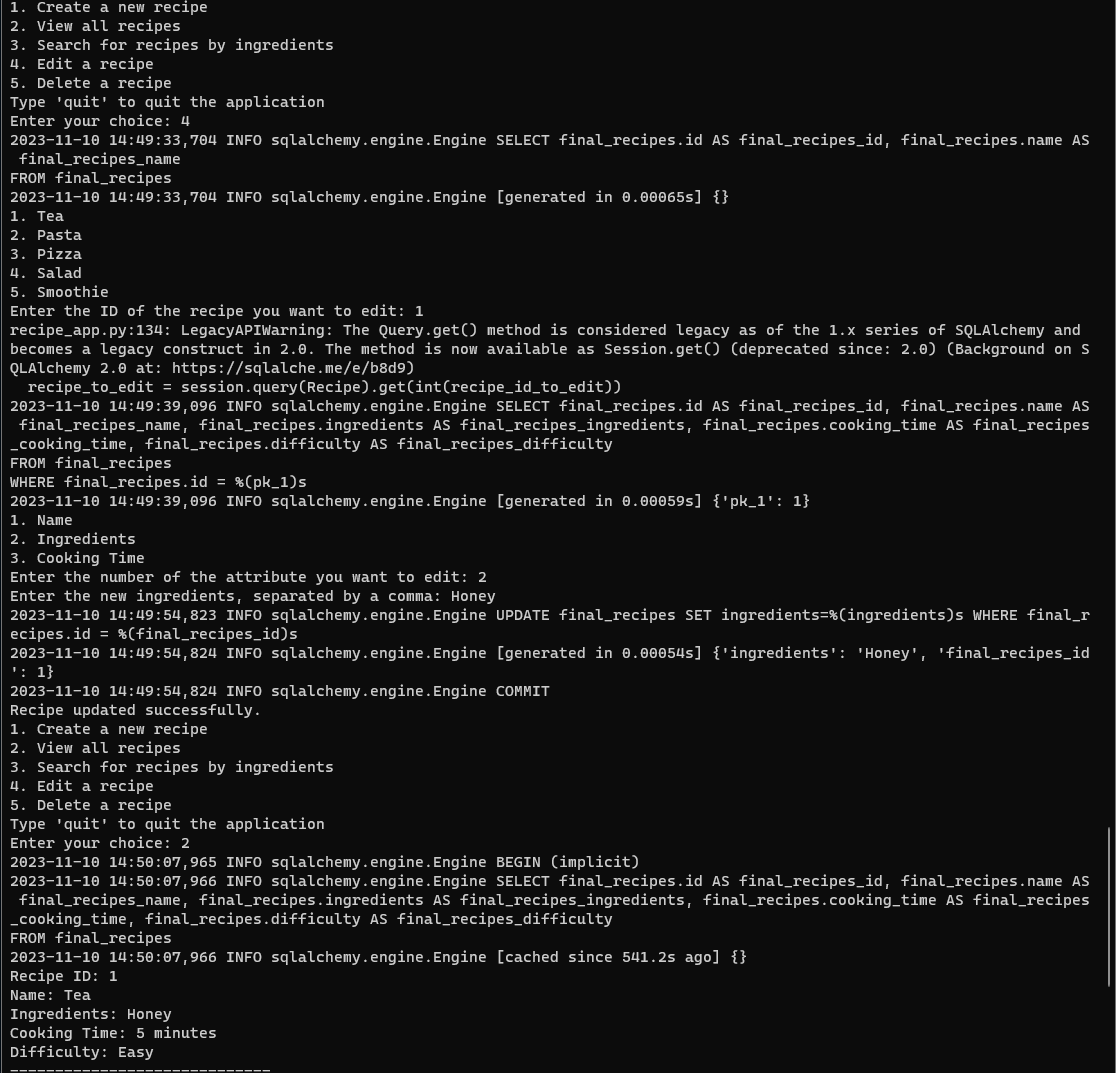 1. Create a new recipe
2. View all recipes
3. Search for recipes by ingredients
4. Edit a recipe
5. Delete a recipe
Type 'quit' to quit the application
Enter your choice: 4
2023-11-10 14:49:33,704 INFO sqlalchemy.engine.Engine SELECT final_recipes.id AS final_recipes_id, final_recipes.name AS
 final_recipes_name
FROM final_recipes
2023-11-10 14:49:33,704 INFO sqlalchemy.engine.Engine [generated in 0.00065s] {}
1. Tea
2. Pasta
3. Pizza
4. Salad
5. Smoothie
Enter the ID of the recipe you want to edit: 1
recipe_app.py:134: LegacyAPIWarning: The Query.get() method is considered legacy as of the 1.x series of SQLAlchemy and
becomes a legacy construct in 2.0. The method is now available as Session.get() (deprecated since: 2.0) (Background on S
QLAlchemy 2.0 at: https://sqlalche.me/e/b8d9)
  recipe_to_edit = session.query(Recipe).get(int(recipe_id_to_edit))
2023-11-10 14:49:39,096 INFO sqlalchemy.engine.Engine SELECT final_recipes.id AS final_recipes_id, final_recipes.name AS
 final_recipes_name, final_recipes.ingredients AS final_recipes_ingredients, final_recipes.cooking_time AS final_recipes
_cooking_time, final_recipes.difficulty AS final_recipes_difficulty
FROM final_recipes
WHERE final_recipes.id = %(pk_1)s
2023-11-10 14:49:39,096 INFO sqlalchemy.engine.Engine [generated in 0.00059s] {'pk_1': 1}
1. Name
2. Ingredients
3. Cooking Time
Enter the number of the attribute you want to edit: 2
Enter the new ingredients, separated by a comma: Honey
2023-11-10 14:49:54,823 INFO sqlalchemy.engine.Engine UPDATE final_recipes SET ingredients=%(ingredients)s WHERE final_r
ecipes.id = %(final_recipes_id)s
2023-11-10 14:49:54,824 INFO sqlalchemy.engine.Engine [generated in 0.00054s] {'ingredients': 'Honey', 'final_recipes_id
': 1}
2023-11-10 14:49:54,824 INFO sqlalchemy.engine.Engine COMMIT
Recipe updated successfully.
1. Create a new recipe
2. View all recipes
3. Search for recipes by ingredients
4. Edit a recipe
5. Delete a recipe
Type 'quit' to quit the application
Enter your choice: 2
2023-11-10 14:50:07,965 INFO sqlalchemy.engine.Engine BEGIN (implicit)
2023-11-10 14:50:07,966 INFO sqlalchemy.engine.Engine SELECT final_recipes.id AS final_recipes_id, final_recipes.name AS
 final_recipes_name, final_recipes.ingredients AS final_recipes_ingredients, final_recipes.cooking_time AS final_recipes
_cooking_time, final_recipes.difficulty AS final_recipes_difficulty
FROM final_recipes
2023-11-10 14:50:07,966 INFO sqlalchemy.engine.Engine [cached since 541.2s ago] {}
Recipe ID: 1
Name: Tea
Ingredients: Honey
Cooking Time: 5 minutes
Difficulty: Easy
-----------------------------